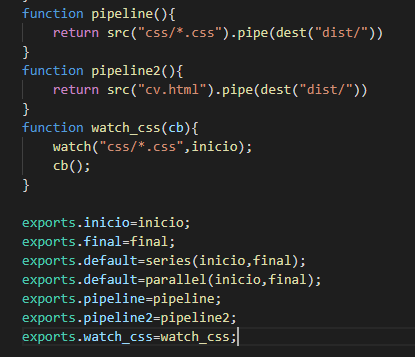 function pipeline(){
return src("css/*.css").pipe(dest("dist/"))
}
function pipeline2(){
return src("cv.html").pipe(dest("dist/"))
}
function watch_css(cb){
watch("css/*.css",inicio);
cb();
}
exports.inicio=inicio;
exports.final=final;
exports.default=series(inicio,final);
exports.default=parallel(inicio,final);
exports.pipeline=pipeline;
exports.pipeline2=pipeline2;
exports.watch_css=watch_css;